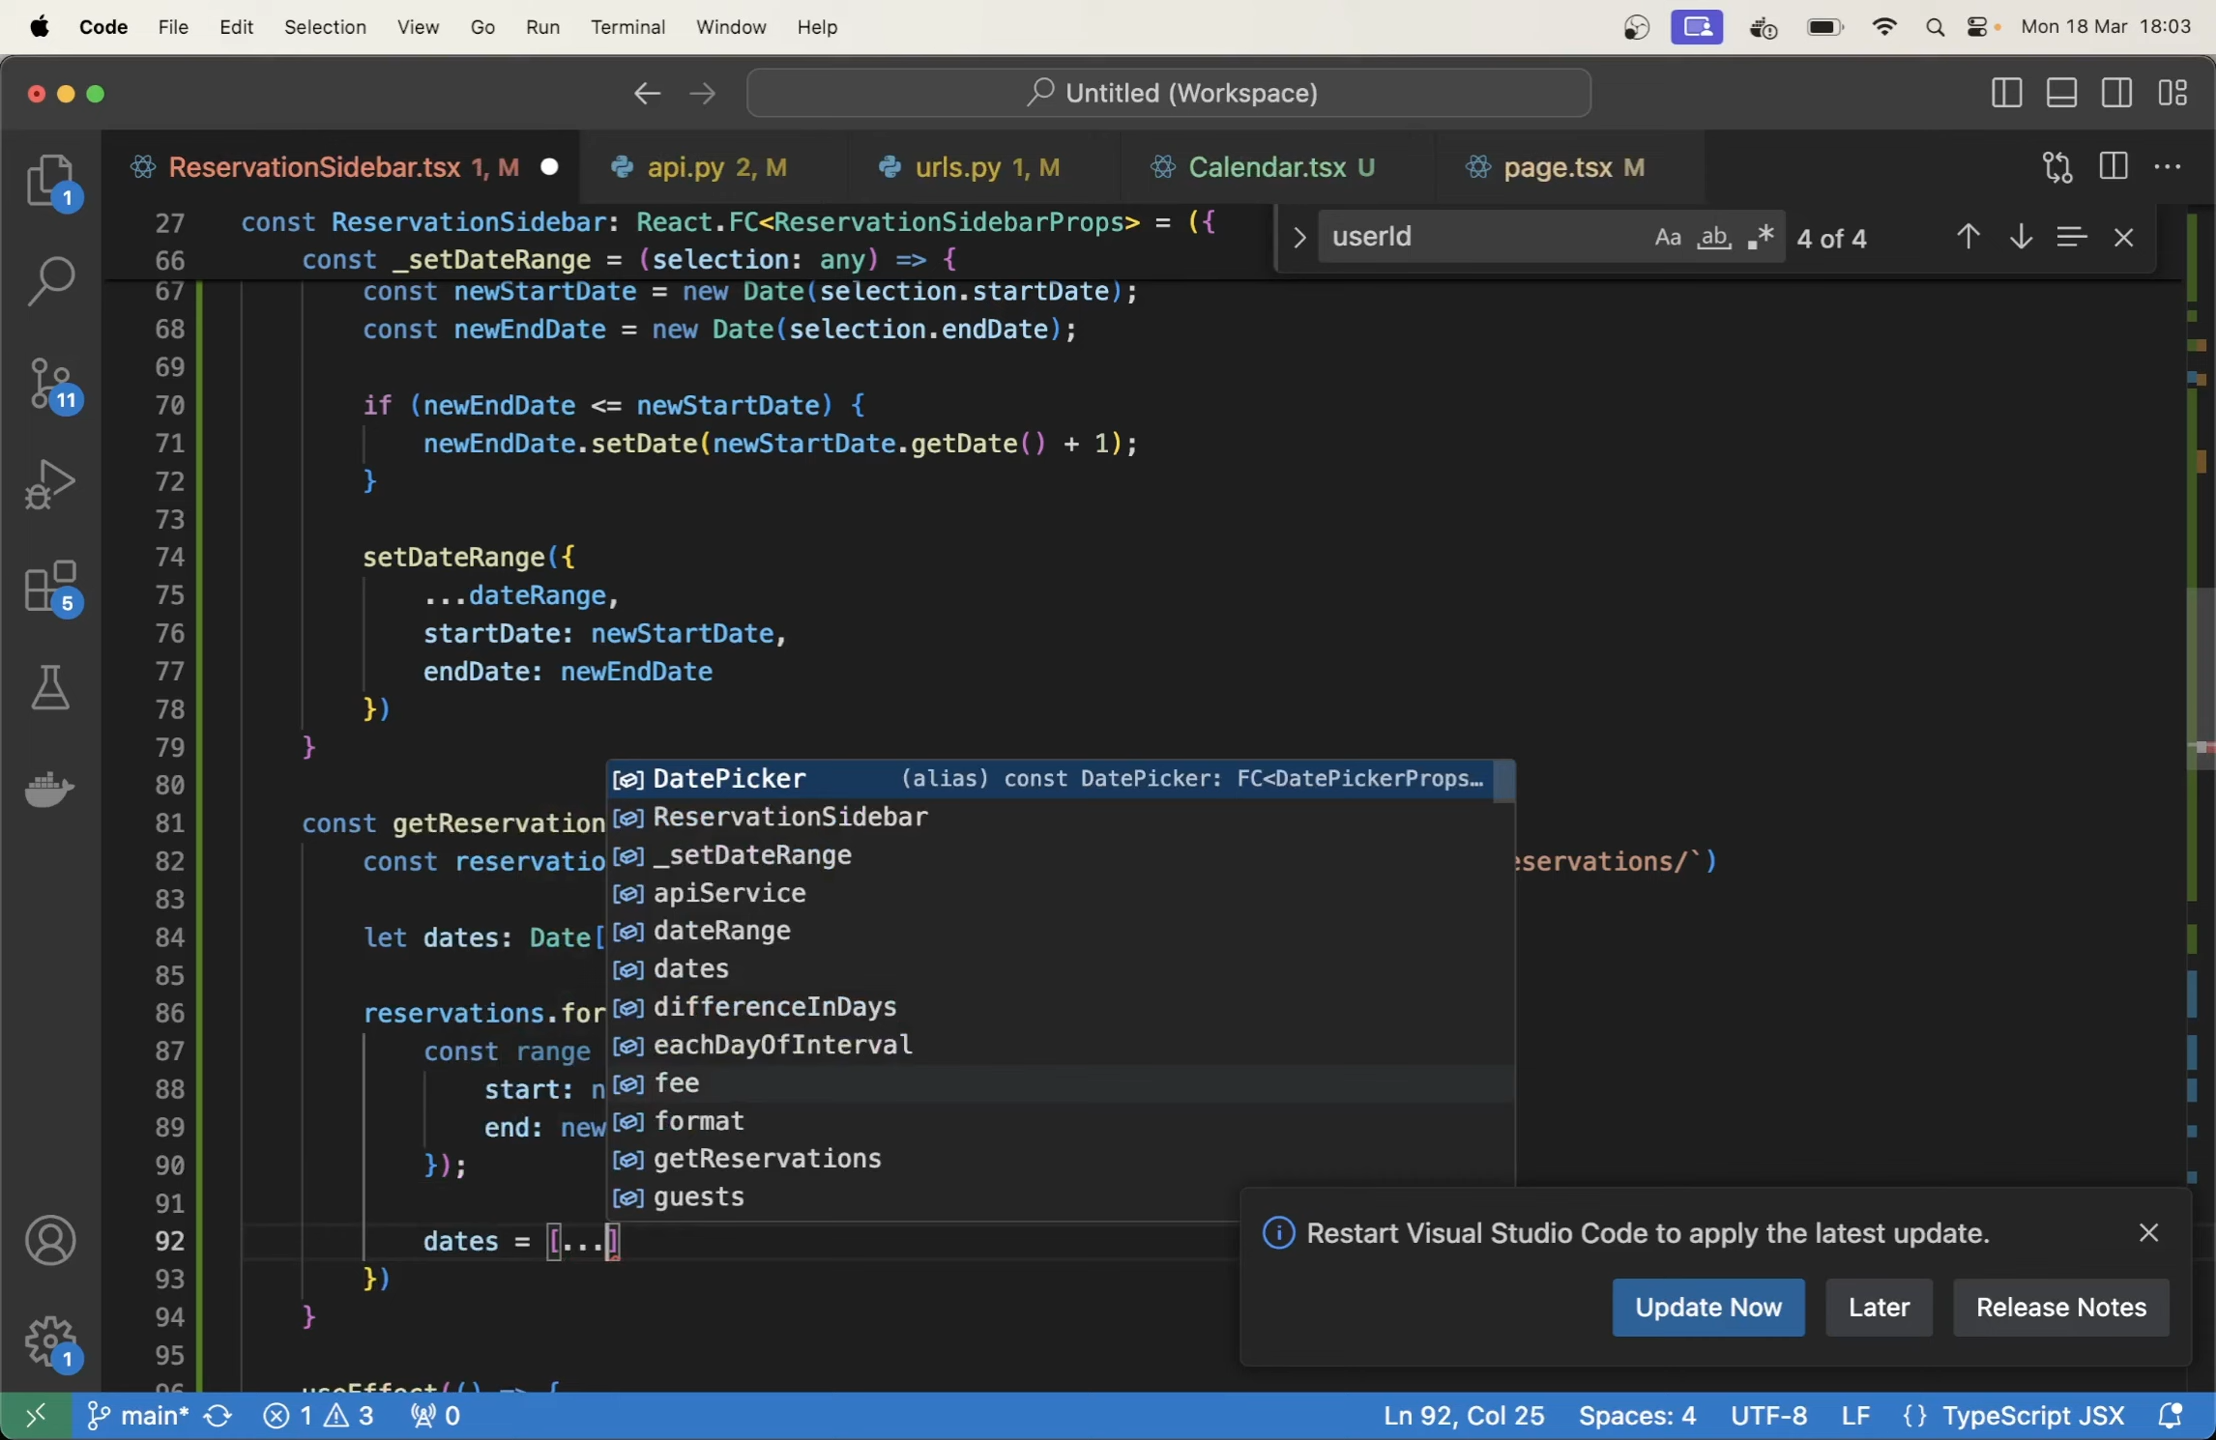 Code File Edit Selection View Go Run Terminal Window Help Mon 18 Mar 18:03
Untitled (Workspace)
ReservationSidebar.tsx 1, M api.py 2, M urls.py 1, M Calendar.tsx U page.tsx M
userId Aa ab .* 4 of 4
27 const ReservationSidebar: React.FC<ReservationSidebarProps> = ({
66 const _setDateRange = (selection: any) => {
67 const newStartDate = new Date(selection.startDate);
68 const newEndDate = new Date(selection.endDate);
69
70 if (newEndDate <= newStartDate) {
71 newEndDate.setDate(newStartDate.getDate() + 1);
72 }
73
74 setDateRange({
75 ...dateRange,
76 startDate: newStartDate,
77 endDate: newEndDate
78 })
79 }
80
81 const getReservation
82 const reservatio eservations/`)
83
84 let dates: Date[
85
86 reservations.for
87 const range
88 start: n
89 end: new
90 });
91
92 dates = [...]
93 })
94 }
95
96 useEffect(() => {
DatePicker (alias) const DatePicker: FC<DatePickerProps…
ReservationSidebar
_setDateRange
apiService
dateRange
dates
differenceInDays
eachDayOfInterval
fee
format
getReservations
guests
Restart Visual Studio Code to apply the latest update.
Update Now Later Release Notes
1
11
5
1
main* 1 3 0 Ln 92, Col 25 Spaces: 4 UTF-8 LF {} TypeScript JSX